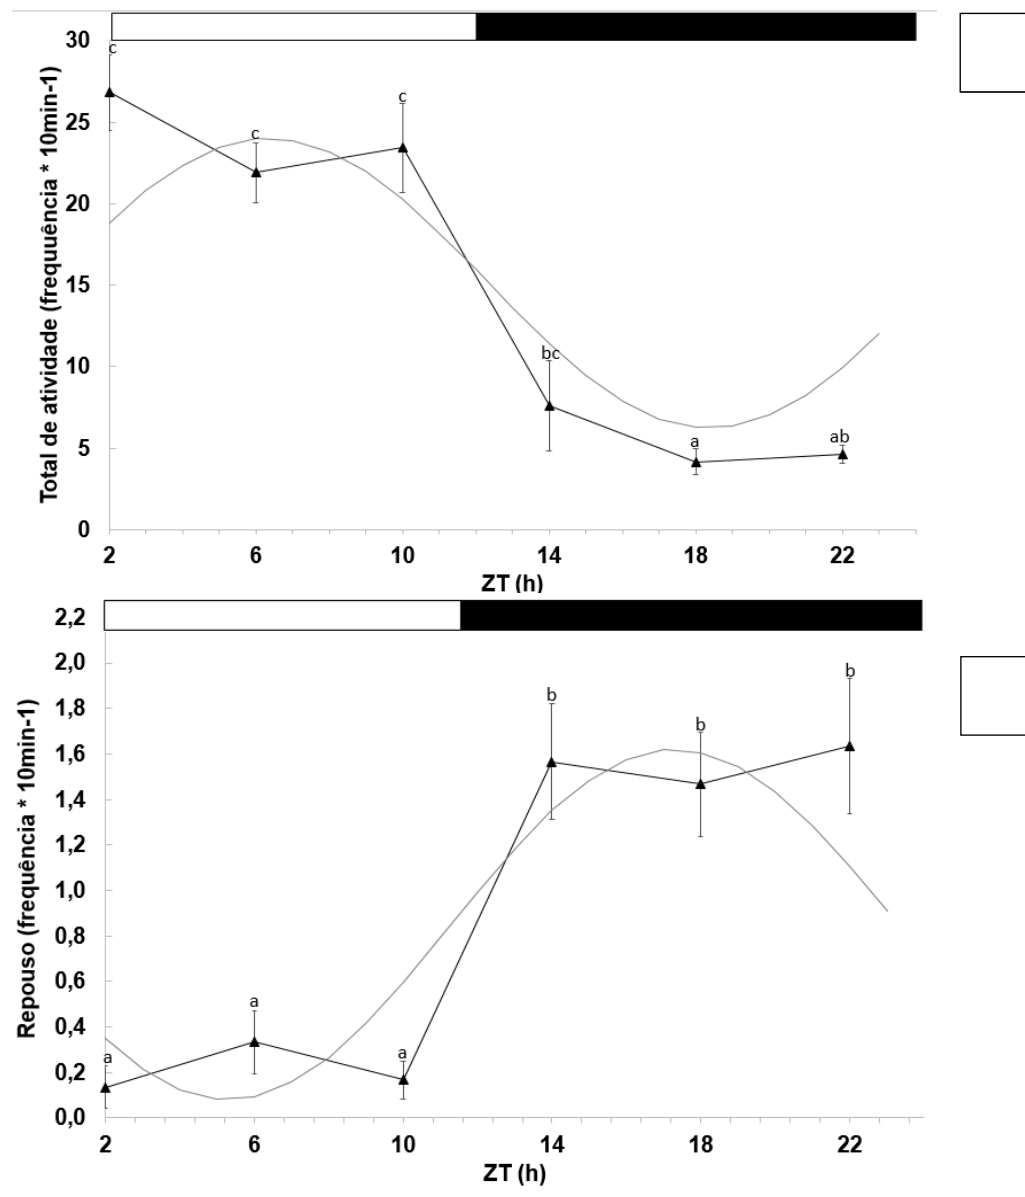 30
25
20
15
10
5
0
Total de atividade (frequuência * 10min-1)
c
c
c
bc
a
ab
2 6 10 14 18 22
ZT (h)
2,2
2,0
1,8
1,6
1,4
1,2
1,0
0,8
0,6
0,4
0,2
0,0
Repouso (frequência * 10min-1)
a
a
a
b
b
b
2 6 10 14 18 22
ZT (h)